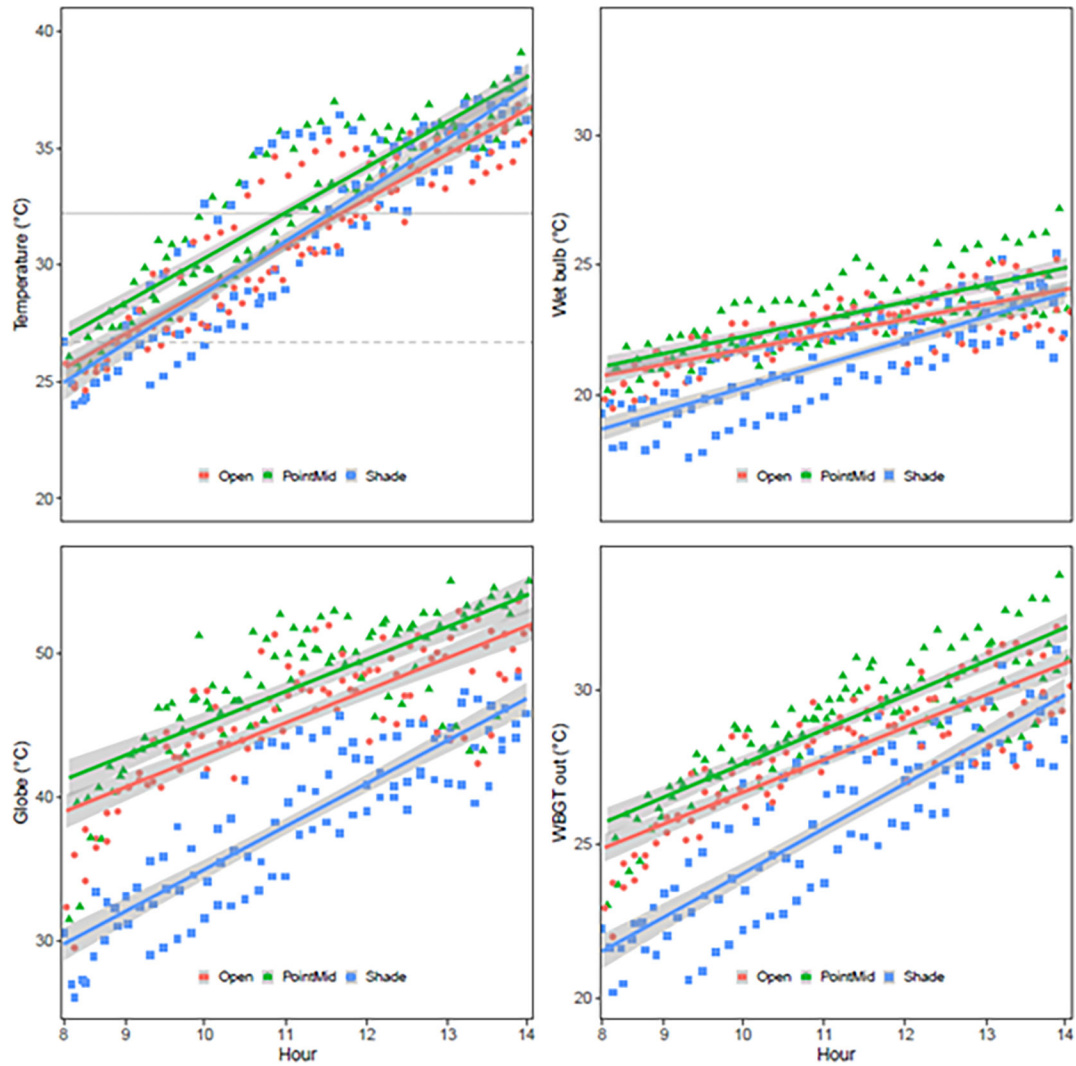 Temperature (°C)
40
35
30
25
20
Open PointMid Shade
Wet bulb (°C)
30
25
20
Open PointMid Shade
Globe (°C)
50
40
30
Open PointMid Shade
8 9 10 11 12 13 14
Hour
WBGT out (°C)
30
25
20
Open PointMid Shade
8 9 10 11 12 13 14
Hour